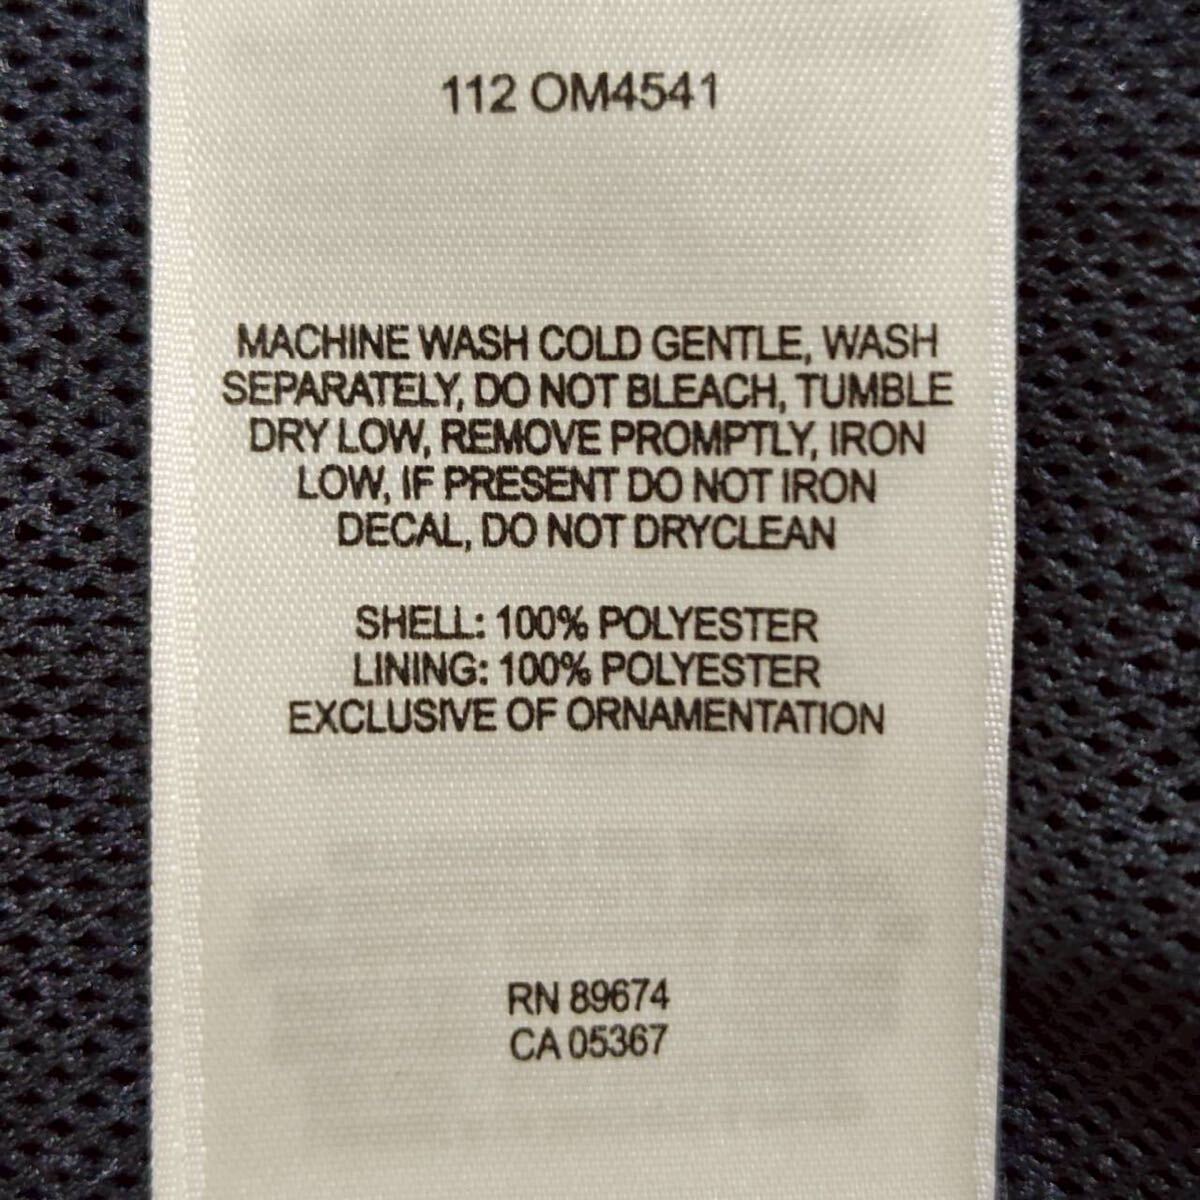 112 OM4541
MACHINE WASH COLD GENTLE, WASH
SEPARATELY, DO NOT BLEACH, TUMBLE
DRY LOW, REMOVE PROMPTLY, IRON
LOW, IF PRESENT DO NOT IRON
DECAL, DO NOT DRYCLEAN
SHELL: 100% POLYESTER
LINING: 100% POLYESTER
EXCLUSIVE OF ORNAMENTATION
RN 89674
CA 05367